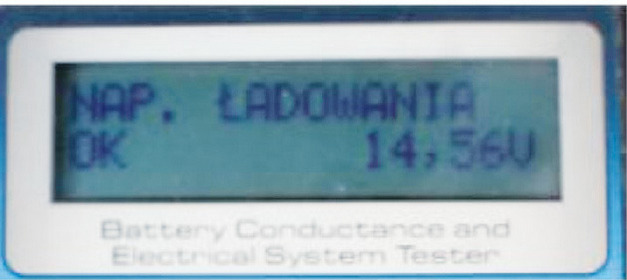 NAP. ŁADOWANIA
OK 14,56V
Battery Conductance and
Electrical System Tester